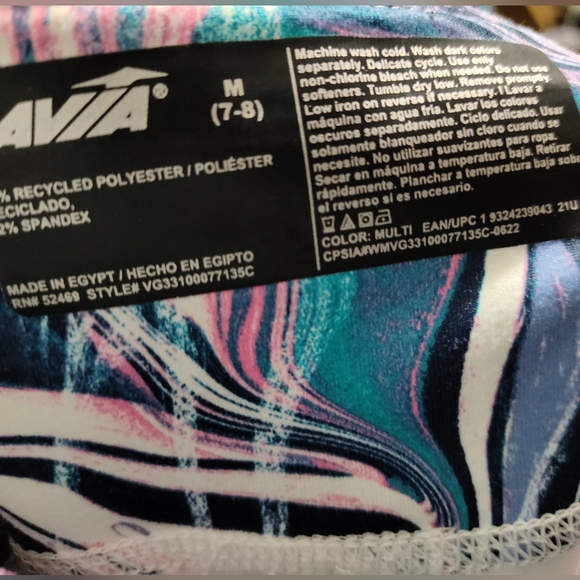 AVIA®
M
(7-8)
% RECYCLED POLYESTER / POLIÉSTER
ECICLADO,
2% SPANDEX
MADE IN EGYPT / HECHO EN EGIPTO
RN# 52469 STYLE# VG33100077135C
Machine wash cold. Wash dark colors
separately. Delicate cycle. Use only
non-chlorine bleach when needed. Do not use
softeners. Tumble dry low. Remove promptly.
Low iron on reverse if necessary. \ Lavar a
máquina con agua fría. Lavar los colores
oscuros separadamente. Ciclo delicado. Usar
solamente blanqueador sin cloro cuando se
necesite. No utilizar suavizantes para ropa.
Secar en máquina a temperatura baja. Retirar
rápidamente. Planchar a temperatura baja sobre
el reverso si es necesario.
COLOR: MULTI EAN/UPC 1 9324239043 21U
CPSIA#WMVG33100077135C-0622